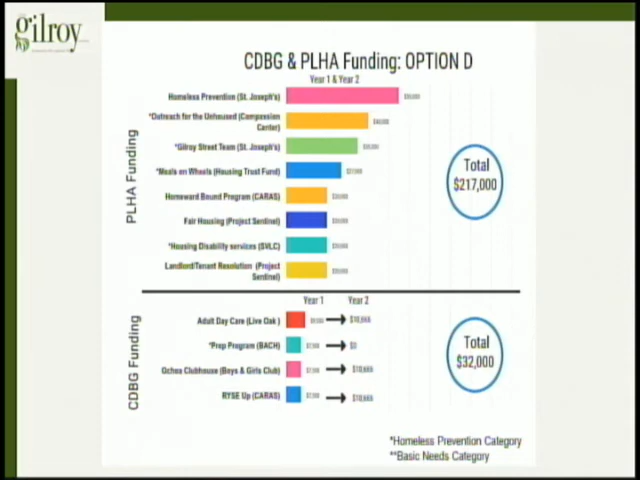 gilroy
CDBG & PLHA Funding: OPTION D
Year 1 & Year 2
PLHA Funding
Homeless Prevention (St. Joseph's)
*Outreach for the Unhoused (Compassion
Center)
*Gilroy Street Team (St. Joseph's)
*Meals on Wheels (Housing Trust Fund)
Homeward Bound Program (CARAS)
Fair Housing (Project Sentinel)
*Housing Disability services (SVLC)
Landlord/Tenant Resolution (Project
Sentinel)
Total
$217,000
Year 1 Year 2
CDBG Funding
Adult Day Care (Live Oak ) $10,666
*Prep Program (BACH) $0
Ochoa Clubhouse (Boys & Girls Club) $10,666
RYSE Up (CARAS) $10,666
Total
$32,000
*Homeless Prevention Category
**Basic Needs Category